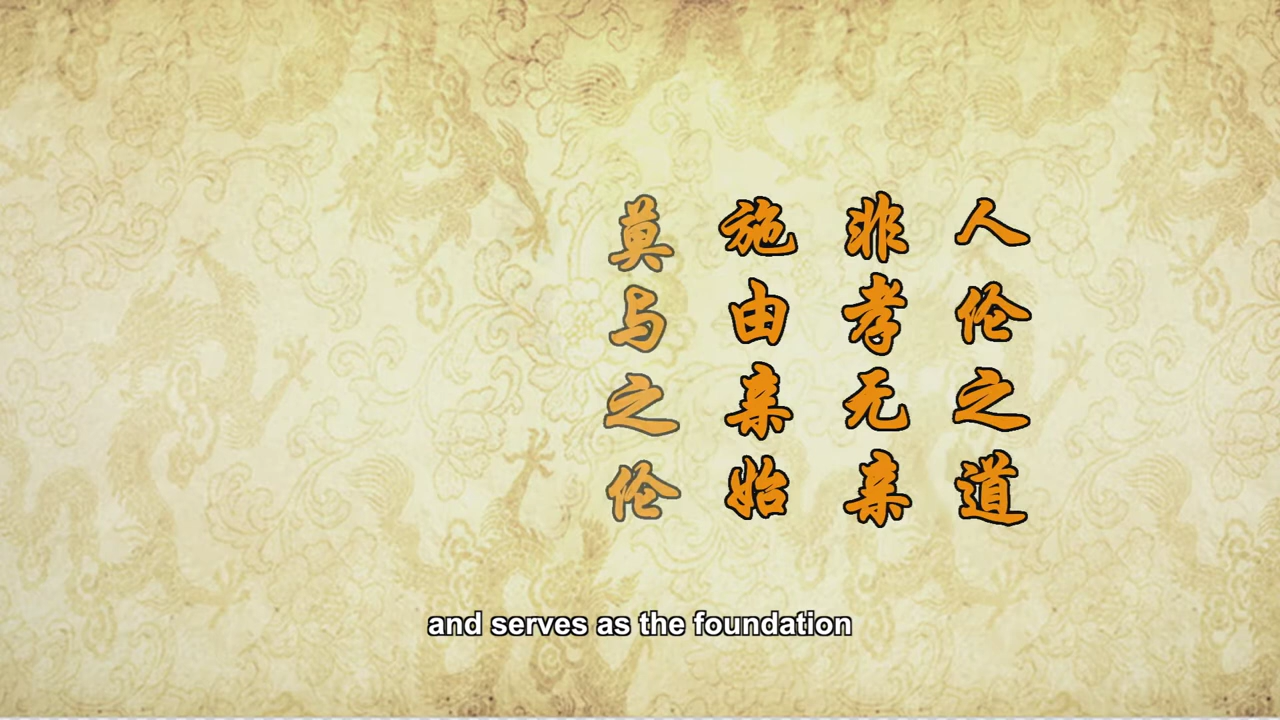 人伦之道
非孝无亲
施由亲始
莫与之伦
and serves as the foundation